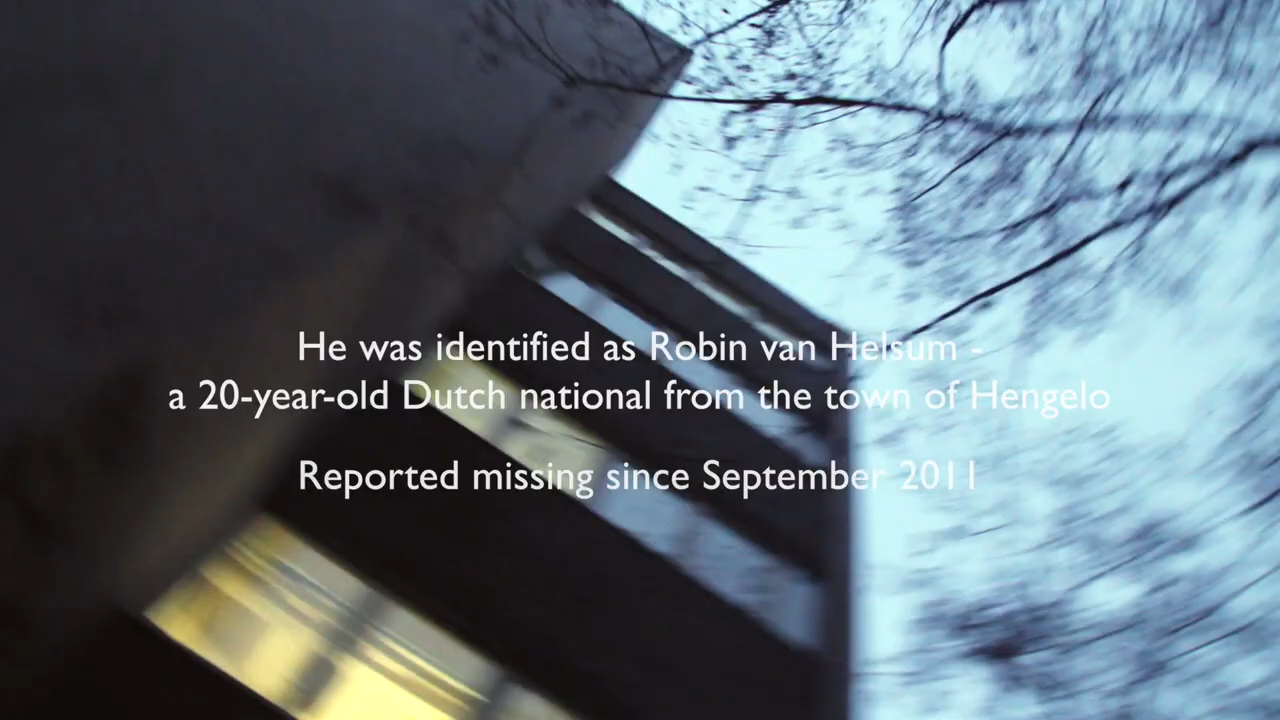 He was identified as Robin van Helsum -
a 20-year-old Dutch national from the town of Hengelo
Reported missing since September 2011